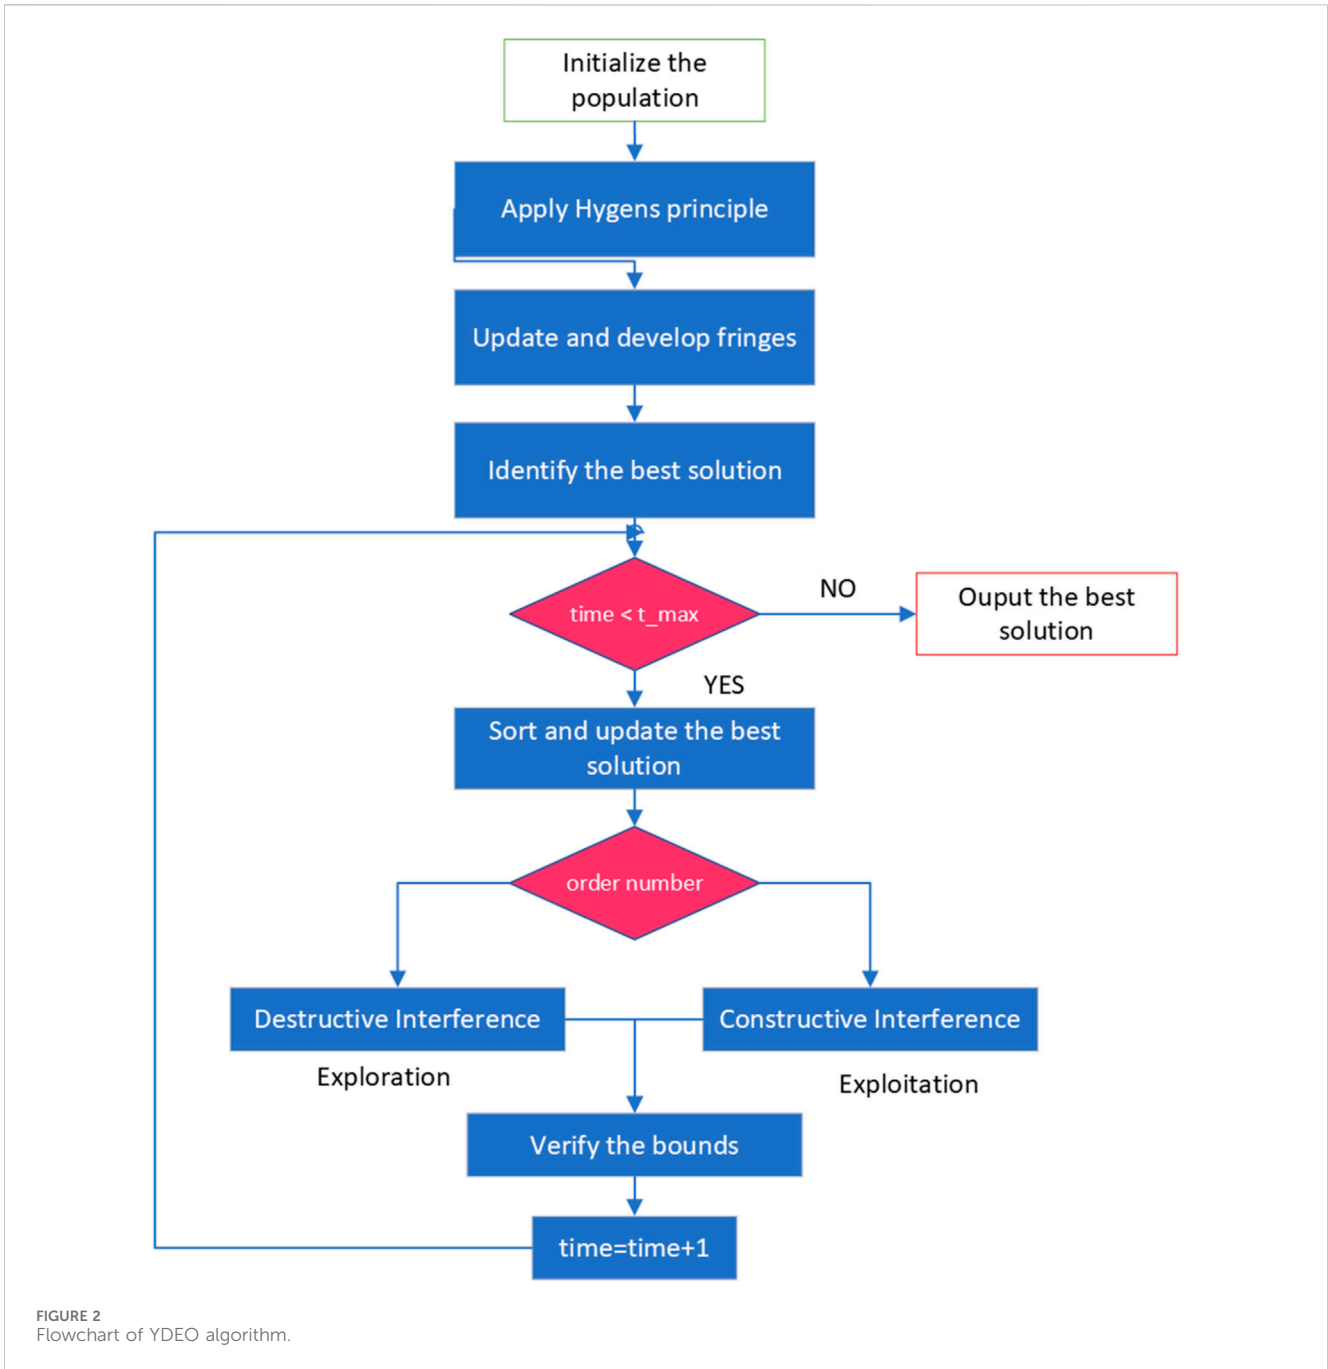 Initialize the
population
Apply Hygens principle
Update and develop fringes
Identify the best solution
time < t_max
NO
Ouput the best
solution
YES
Sort and update the best
solution
order number
Destructive Interference
Constructive Interference
Exploration
Exploitation
Verify the bounds
time=time+1
FIGURE 2
Flowchart of YDEO algorithm.